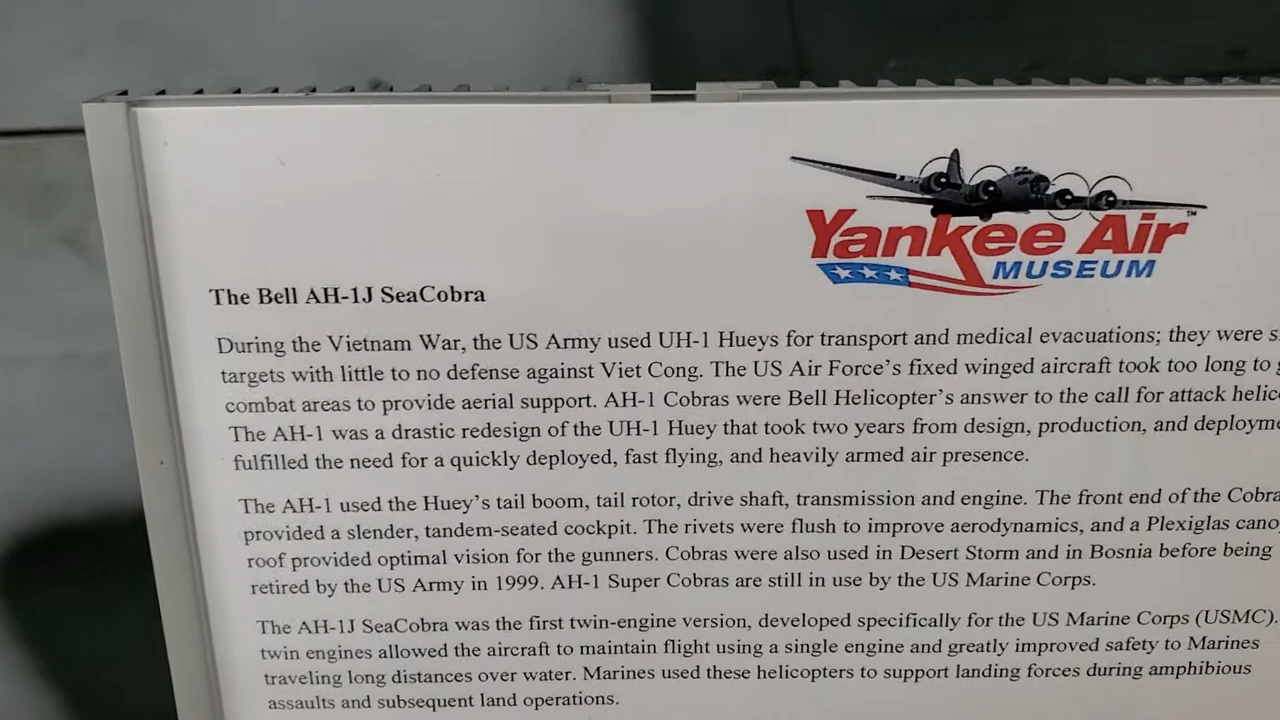 Yankee Air
™
MUSEUM
The Bell AH-1J SeaCobra
During the Vietnam War, the US Army used UH-1 Hueys for transport and medical evacuations; they were
targets with little to no defense against Viet Cong. The US Air Force's fixed winged aircraft took too long to
combat areas to provide aerial support. AH-1 Cobras were Bell Helicopter's answer to the call for attack
The AH-1 was a drastic redesign of the UH-1 Huey that took two years from design, production, and
fulfilled the need for a quickly deployed, fast flying, and heavily armed air presence.
The AH-1 used the Huey's tail boom, tail rotor, drive shaft, transmission and engine. The front end of the Cobra
provided a slender, tandem-seated cockpit. The rivets were flush to improve aerodynamics, and a Plexiglas
roof provided optimal vision for the gunners. Cobras were also used in Desert Storm and in Bosnia before being
retired by the US Army in 1999. AH-1 Super Cobras are still in use by the US Marine Corps.
The AH-1J SeaCobra was the first twin-engine version, developed specifically for the US Marine Corps (USMC).
twin engines allowed the aircraft to maintain flight using a single engine and greatly improved safety to Marines
traveling long distances over water. Marines used these helicopters to support landing forces during amphibious
assaults and subsequent land operations.